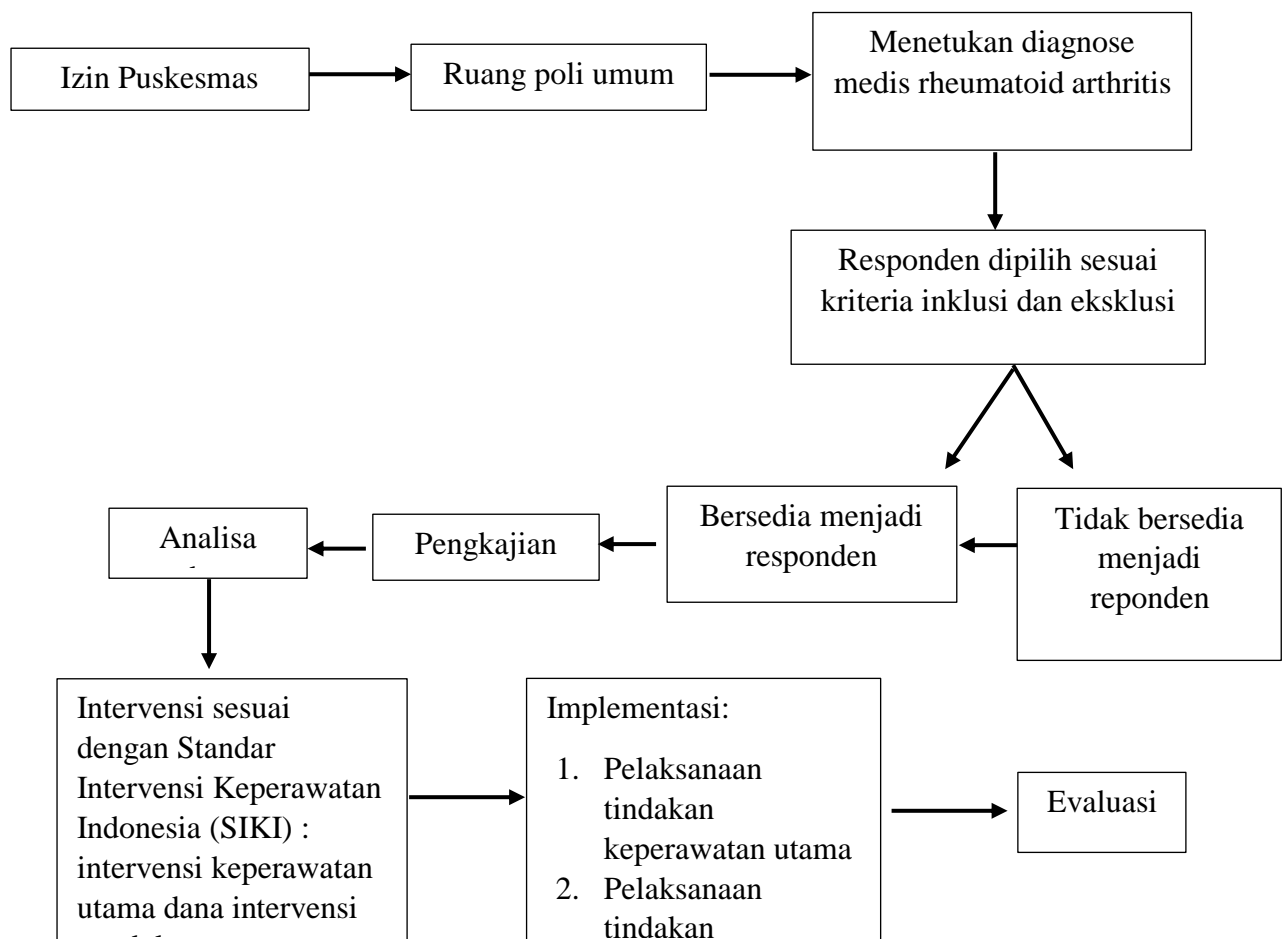 Izin Puskesmas
Ruang poli umum
Menetukan diagnose
medis rheumatoid arthritis
Responden dipilih sesuai
kriteria inklusi dan eksklusi
Bersedia menjadi
responden
Tidak bersedia
menjadi
reponden
Pengkajian
Analisa
Intervensi sesuai
dengan Standar
Intervensi Keperawatan
Indonesia (SIKI) :
intervensi keperawatan
utama dana intervensi
Implementasi:
1. Pelaksanaan
tindakan
keperawatan utama
2. Pelaksanaan
tindakan
Evaluasi